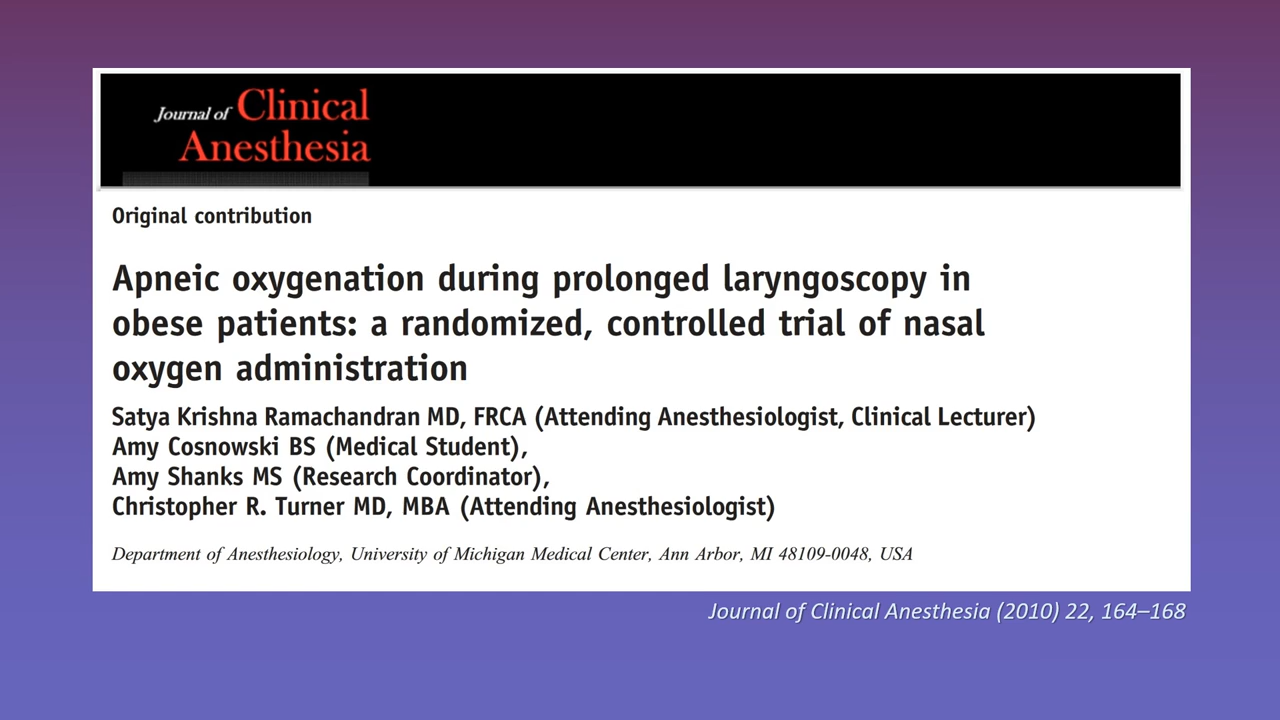 Journal of Clinical
Anesthesia
Original contribution
Apneic oxygenation during prolonged laryngoscopy in
obese patients: a randomized, controlled trial of nasal
oxygen administration
Satya Krishna Ramachandran MD, FRCA (Attending Anesthesiologist, Clinical Lecturer)
Amy Cosnowski BS (Medical Student),
Amy Shanks MS (Research Coordinator),
Christopher R. Turner MD, MBA (Attending Anesthesiologist)
Department of Anesthesiology, University of Michigan Medical Center, Ann Arbor, MI 48109-0048, USA
Journal of Clinical Anesthesia (2010) 22, 164–168